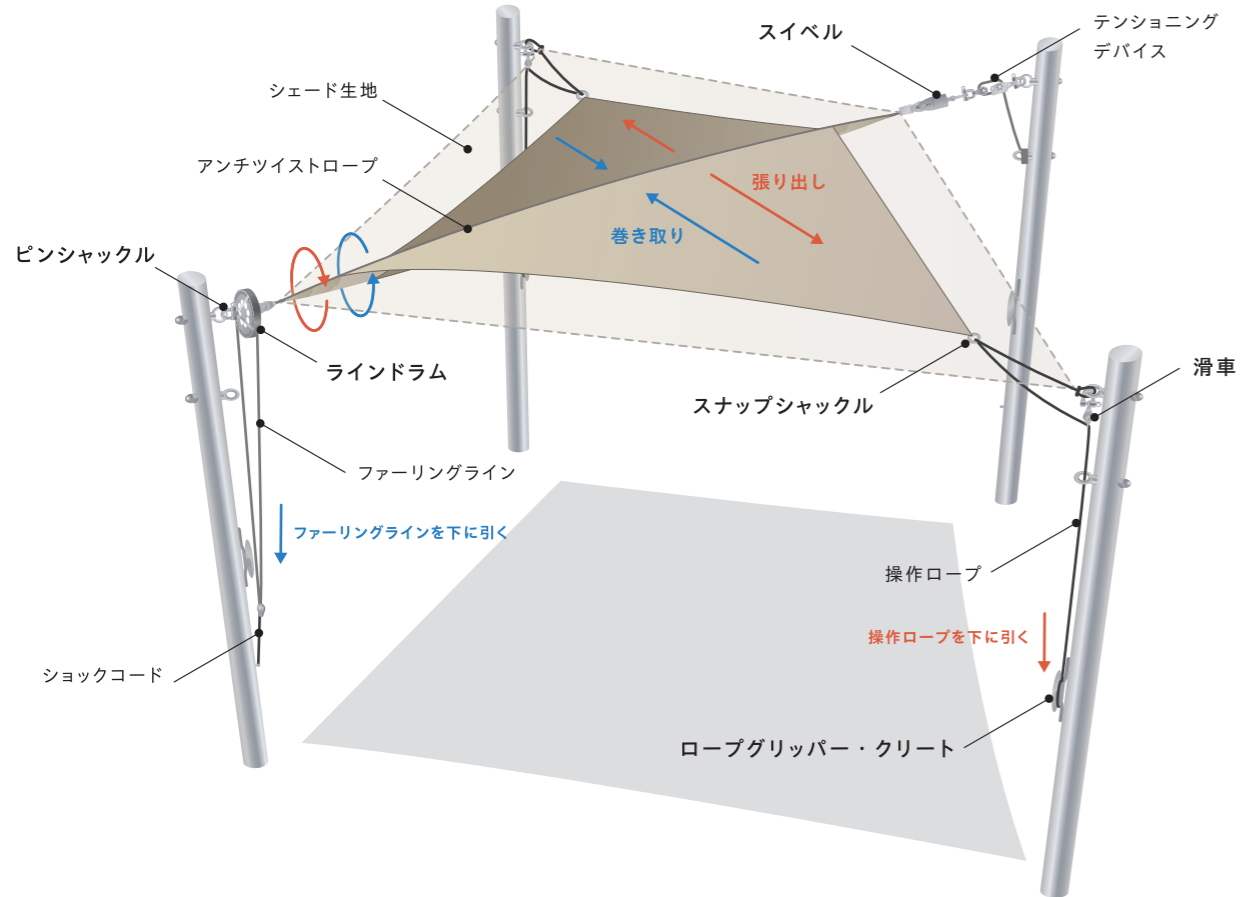 スイベル
テンショニング
デバイス
シェード生地
アンチツイストロープ
張り出し
巻き取り
ピンシャックル
ラインドラム
滑車
スナップシャックル
ファーリングライン
ファーリングラインを下に引く
操作ロープ
操作ロープを下に引く
ショックコード
ロープグリッパー・クリート